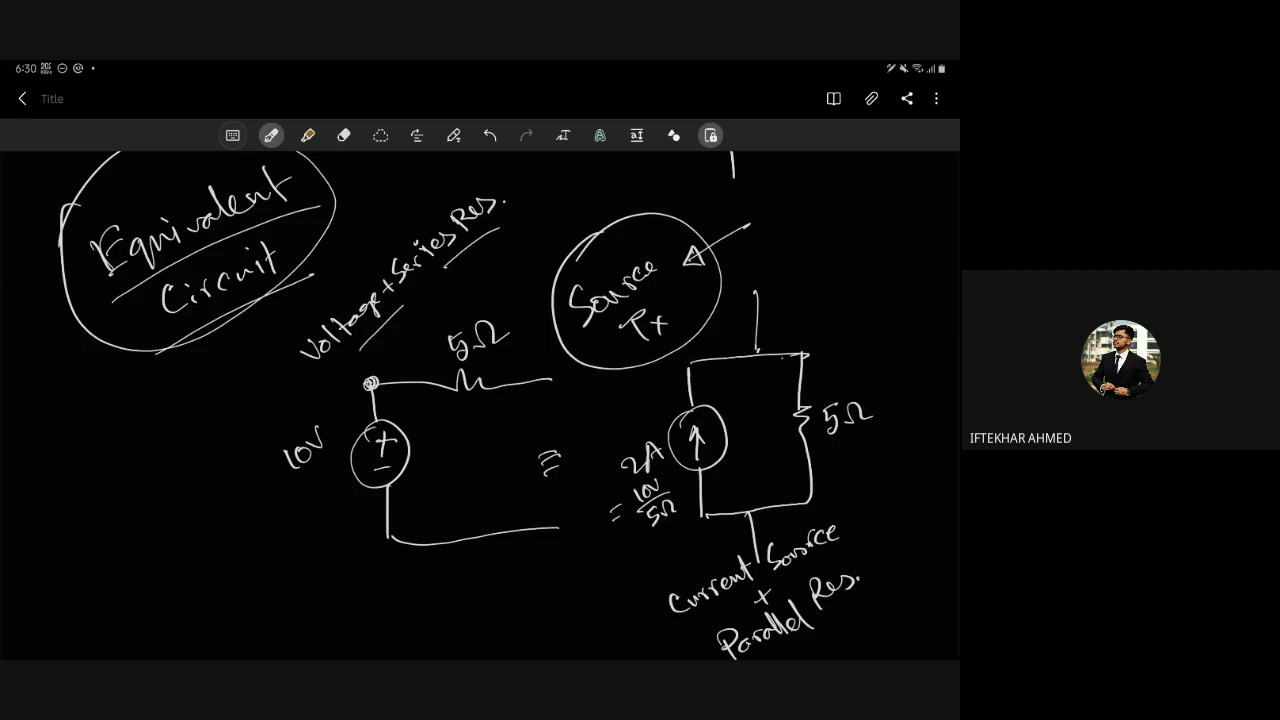 6:30
Title
Equivalent
Circuit
Voltage + Series Res.
Source
Tx
5Ω
10V
+
-
≡
2A
= 10V
5Ω
5Ω
Current Source
+
Parallel Res.
IFTEKHAR AHMED